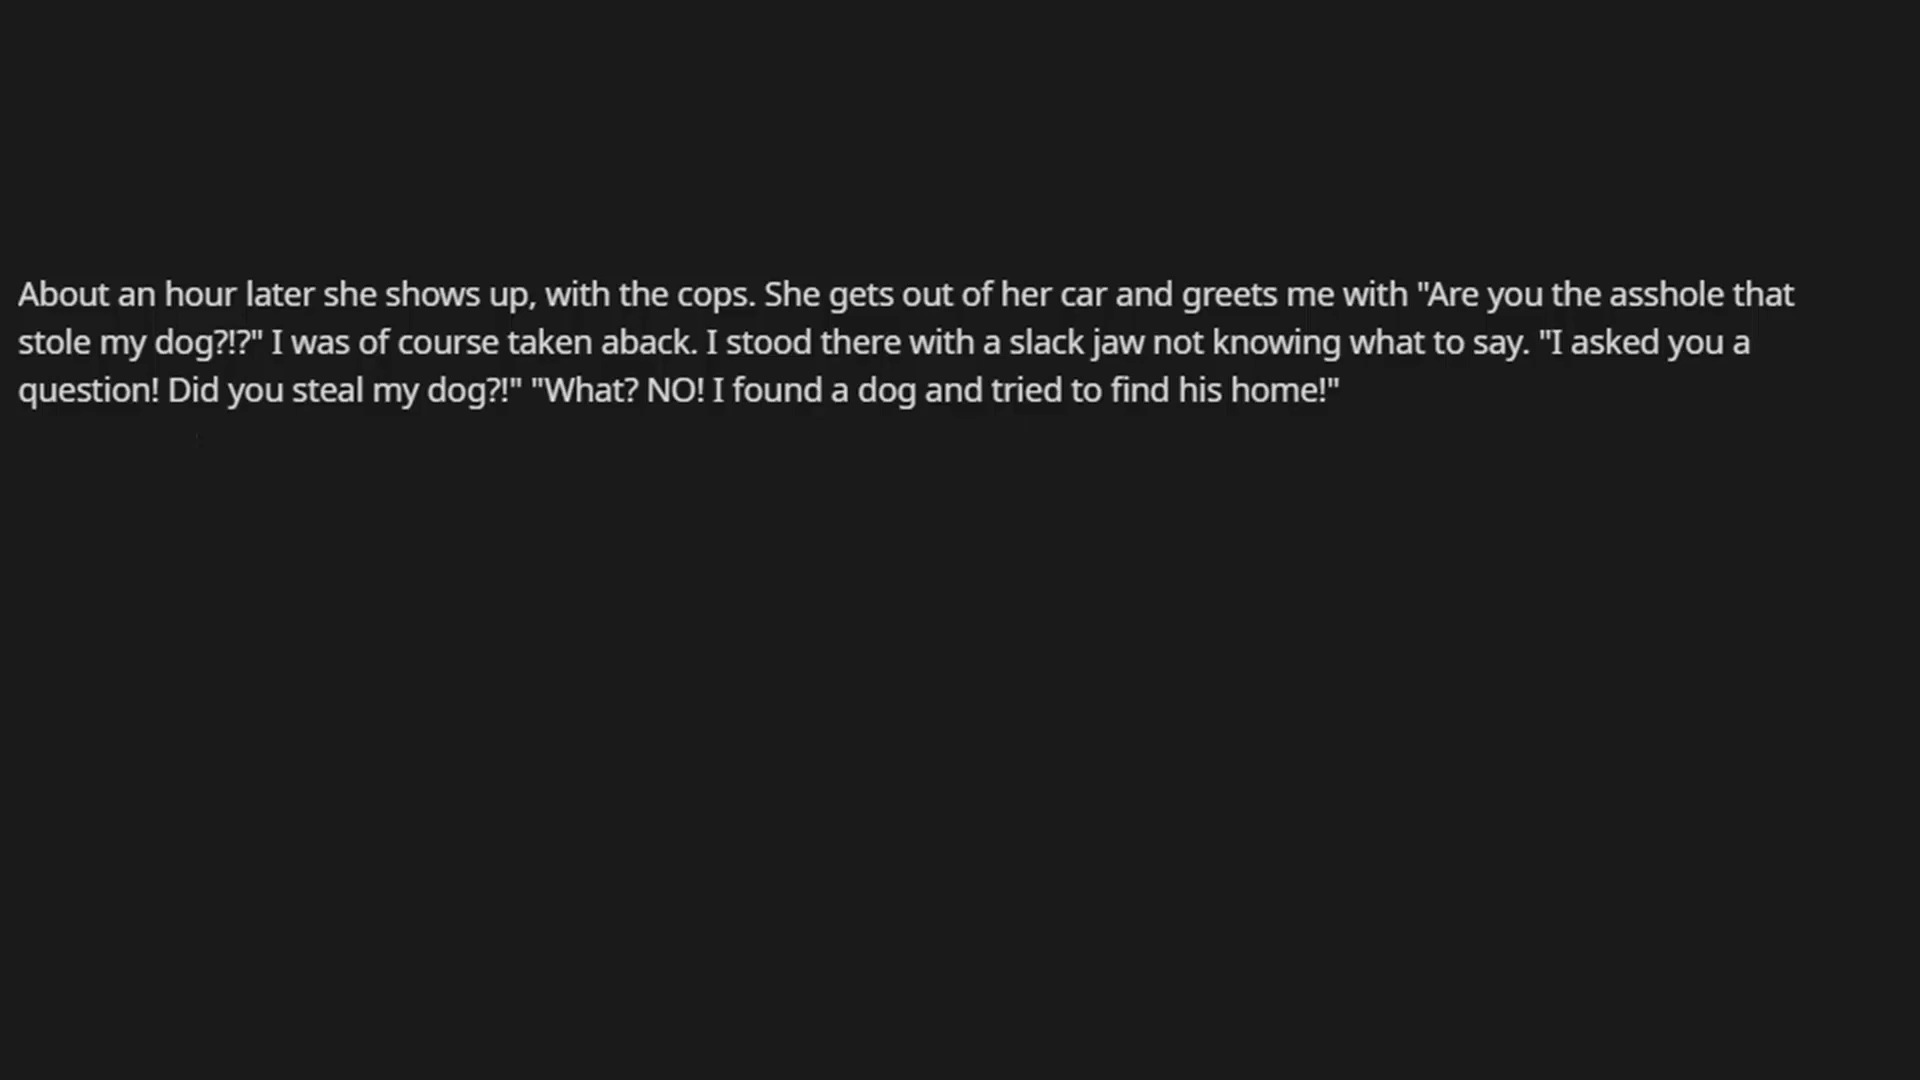 About an hour later she shows up, with the cops. She gets out of her car and greets me with "Are you the asshole that
stole my dog?!?" I was of course taken aback. I stood there with a slack jaw not knowing what to say. "I asked you a
question! Did you steal my dog?!" "What? NO! I found a dog and tried to find his home!"